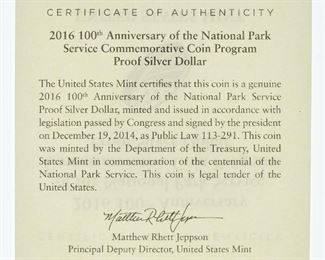 CERTIFICATE OF AUTHENTICITY
2016 100th Anniversary of the National Park
Service Commemorative Coin Program
Proof Silver Dollar
The United States Mint certifies that this coin is a genuine
2016 100th Anniversary of the National Park Service
Proof Silver Dollar, minted and issued in accordance with
legislation passed by Congress and signed by the president
on December 19, 2014, as Public Law 113-291. This coin
was minted by the Department of the Treasury, United
States Mint in commemoration of the centennial of the
National Park Service. This coin is legal tender of the
United States.
Matthew Rhett Jeppson
Matthew Rhett Jeppson
Principal Deputy Director, United States Mint